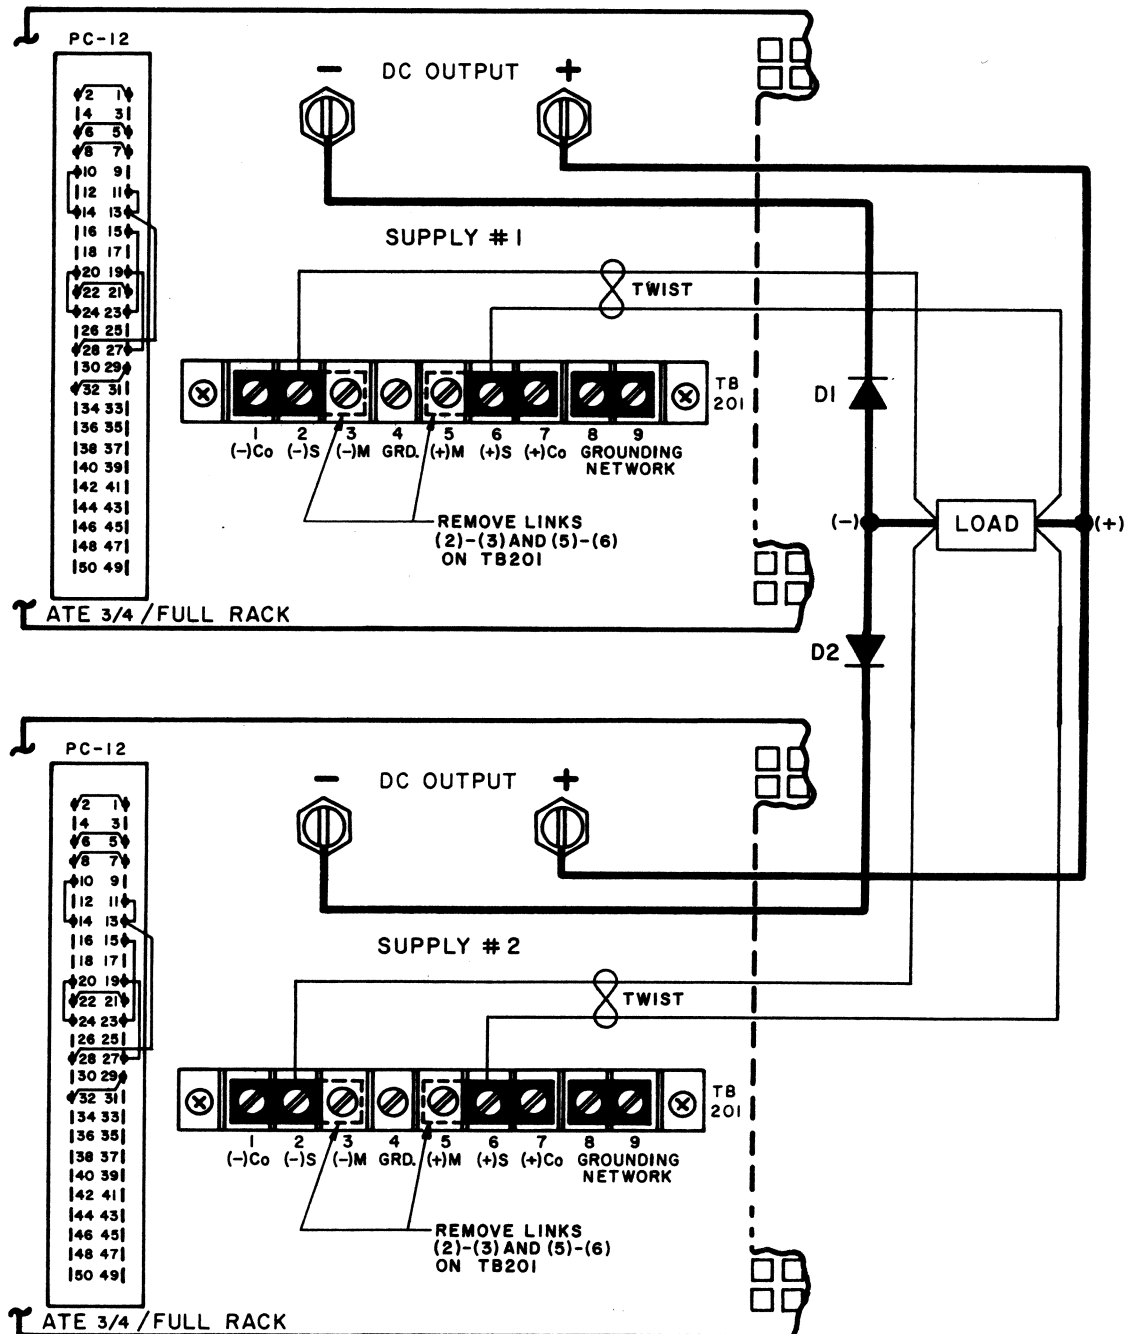 PC-12
− DC OUTPUT +
2 1
4 3
6 5
8 7
10 9
12 11
14 13
16 15
18 17
20 19
22 21
24 23
26 25
28 27
30 29
32 31
34 33
36 35
38 37
40 39
42 41
44 43
46 45
48 47
50 49
SUPPLY #1
TWIST
TB
201
1 2 3 4 5 6 7 8 9
(-)Co (-)S (-)M GRD. (+)M (+)S (+)Co GROUNDING
NETWORK
REMOVE LINKS
(2)-(3) AND (5)-(6)
ON TB201
ATE 3/4 / FULL RACK
D1
(-) LOAD (+)
D2
PC-12
− DC OUTPUT +
2 1
4 3
6 5
8 7
10 9
12 11
14 13
16 15
18 17
20 19
22 21
24 23
26 25
28 27
30 29
32 31
34 33
36 35
38 37
40 39
42 41
44 43
46 45
48 47
50 49
SUPPLY #2
TWIST
TB
201
1 2 3 4 5 6 7 8 9
(-)Co (-)S (-)M GRD. (+)M (+)S (+)Co GROUNDING
NETWORK
REMOVE LINKS
(2)-(3) AND (5)-(6)
ON TB201
ATE 3/4 / FULL RACK